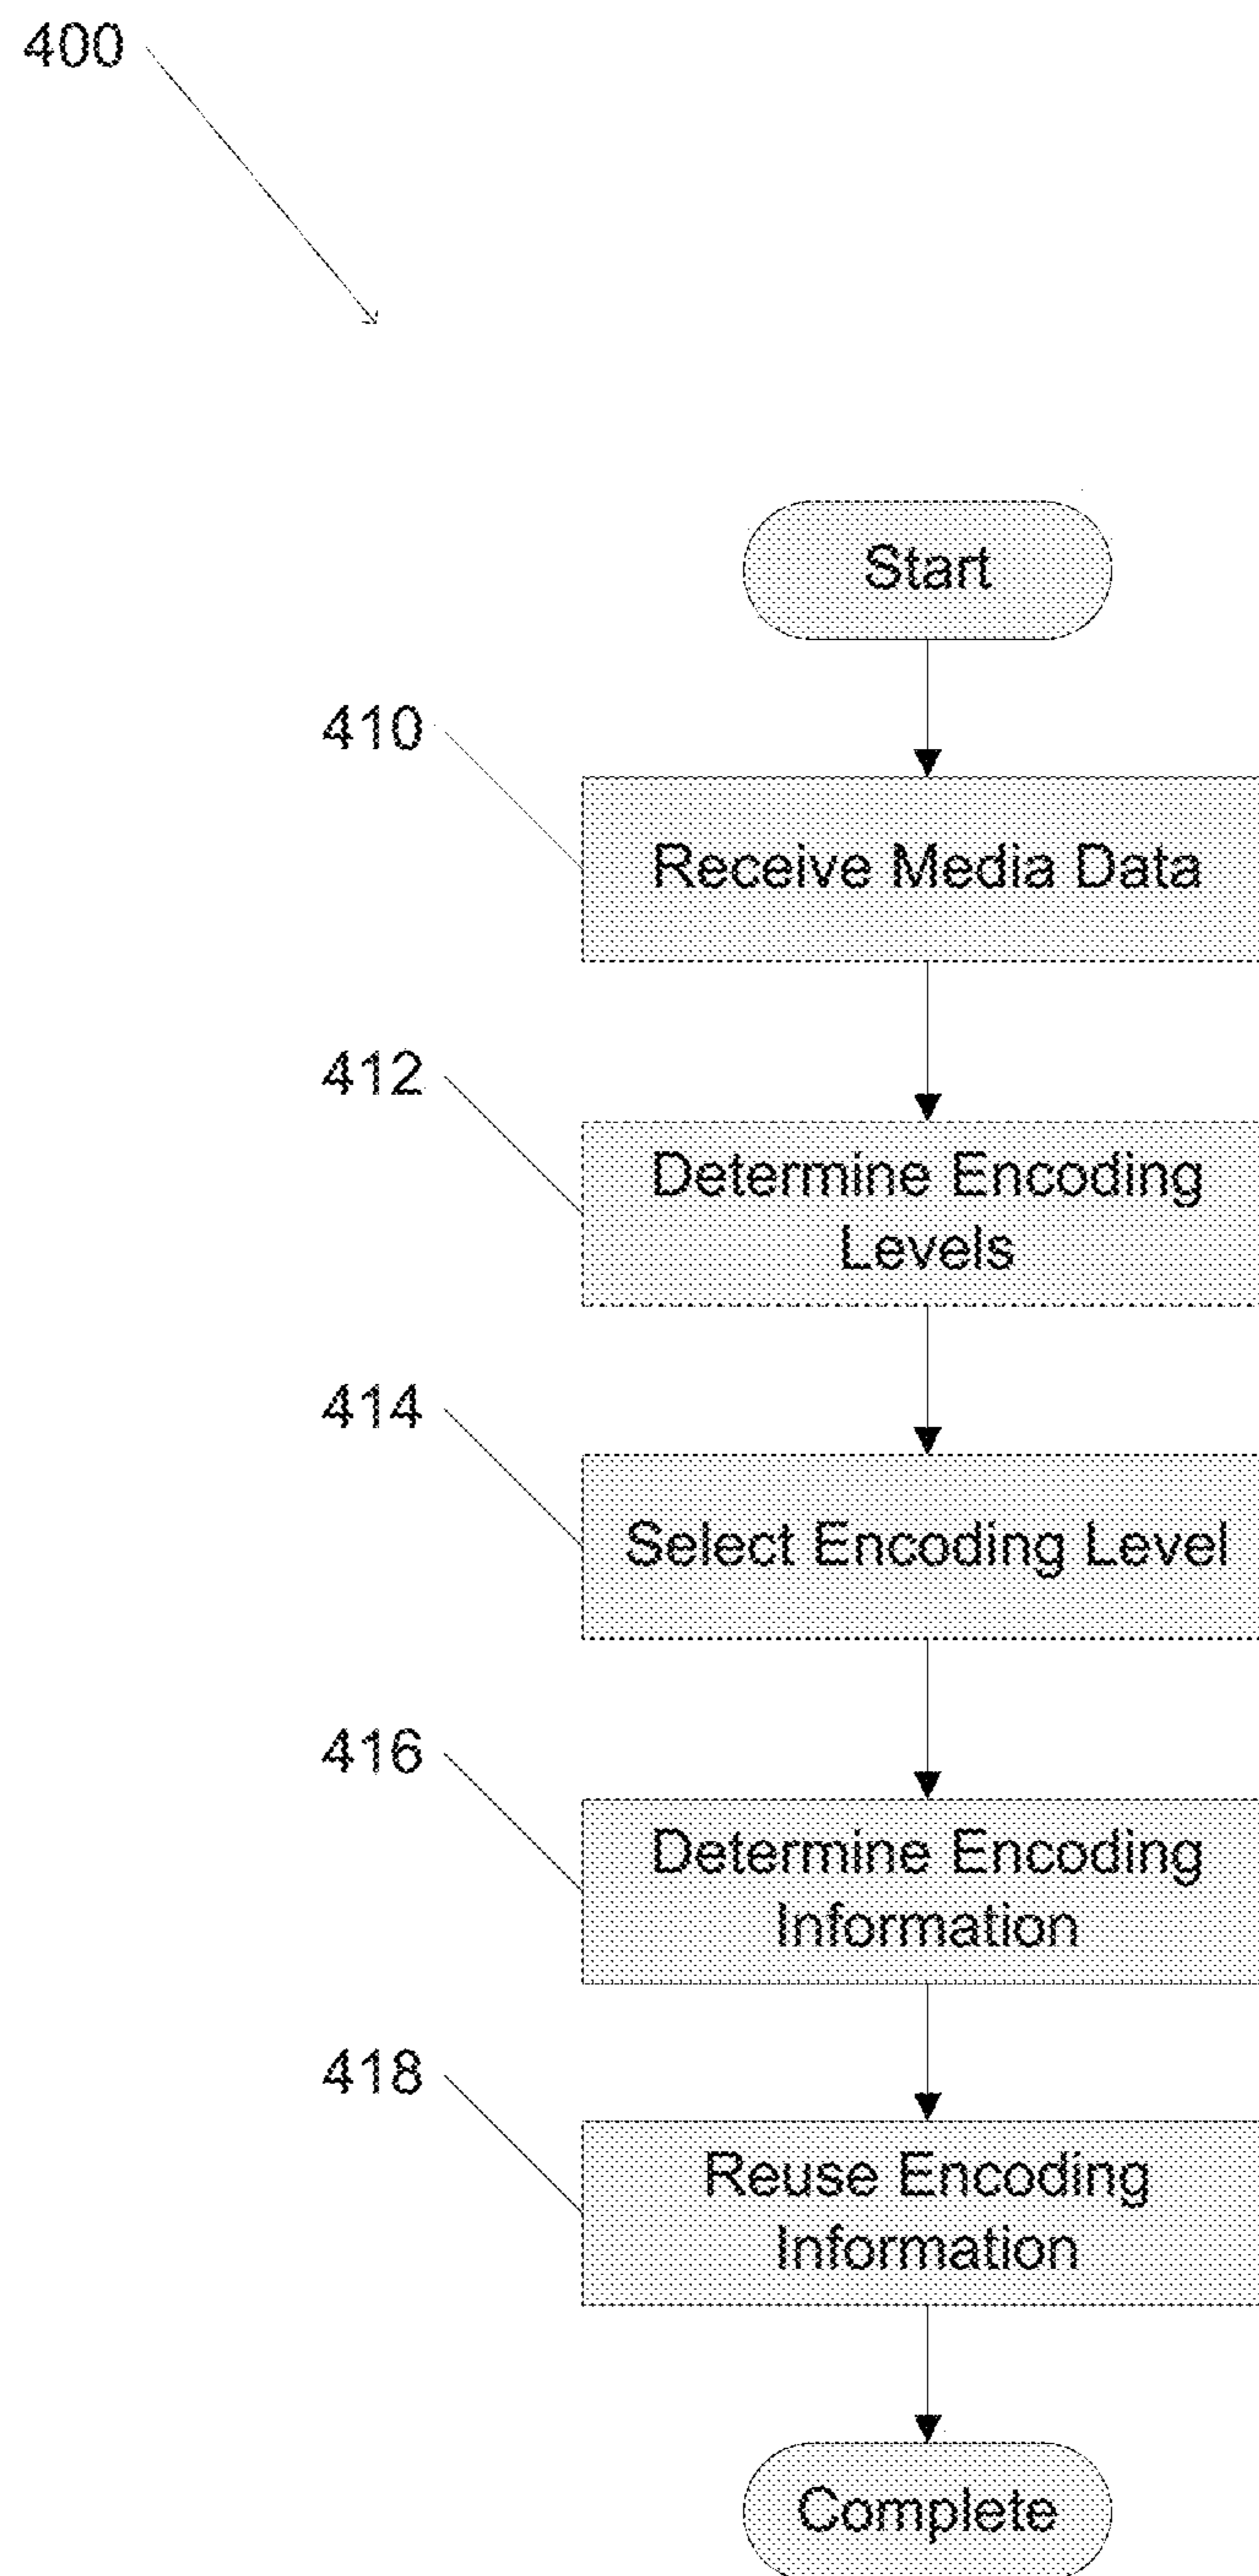 400
Start
410
Receive Media Data
412
Determine Encoding
Levels
414
Select Encoding Level
416
Determine Encoding
Information
418
Reuse Encoding
Information
Complete